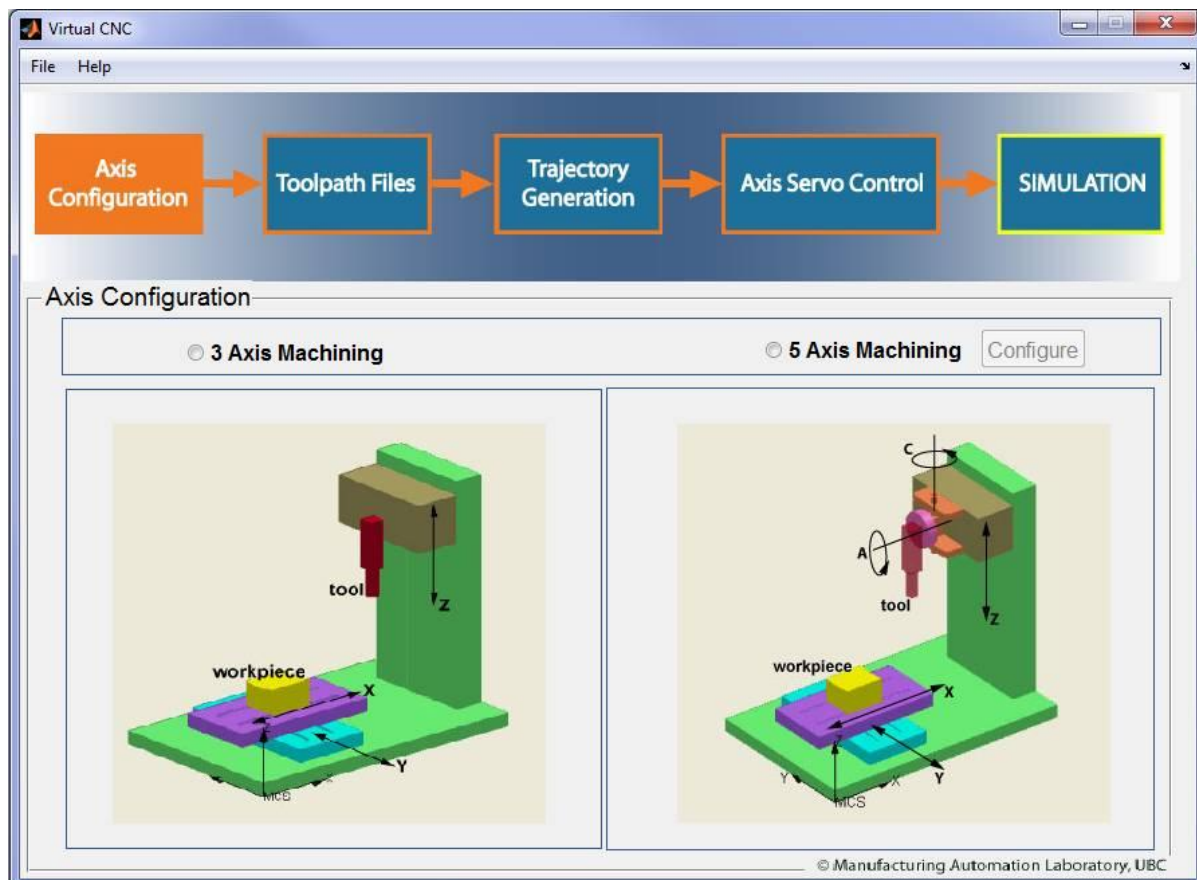 Virtual CNC
File Help
Axis
Configuration
Toolpath Files
Trajectory
Generation
Axis Servo Control
SIMULATION
Axis Configuration
3 Axis Machining
5 Axis Machining
Configure
tool
Z
workpiece
X
Z
Y
X
MCS
C
A
tool
Z
workpiece
X
Z
Y
Y
X
MCS
© Manufacturing Automation Laboratory, UBC